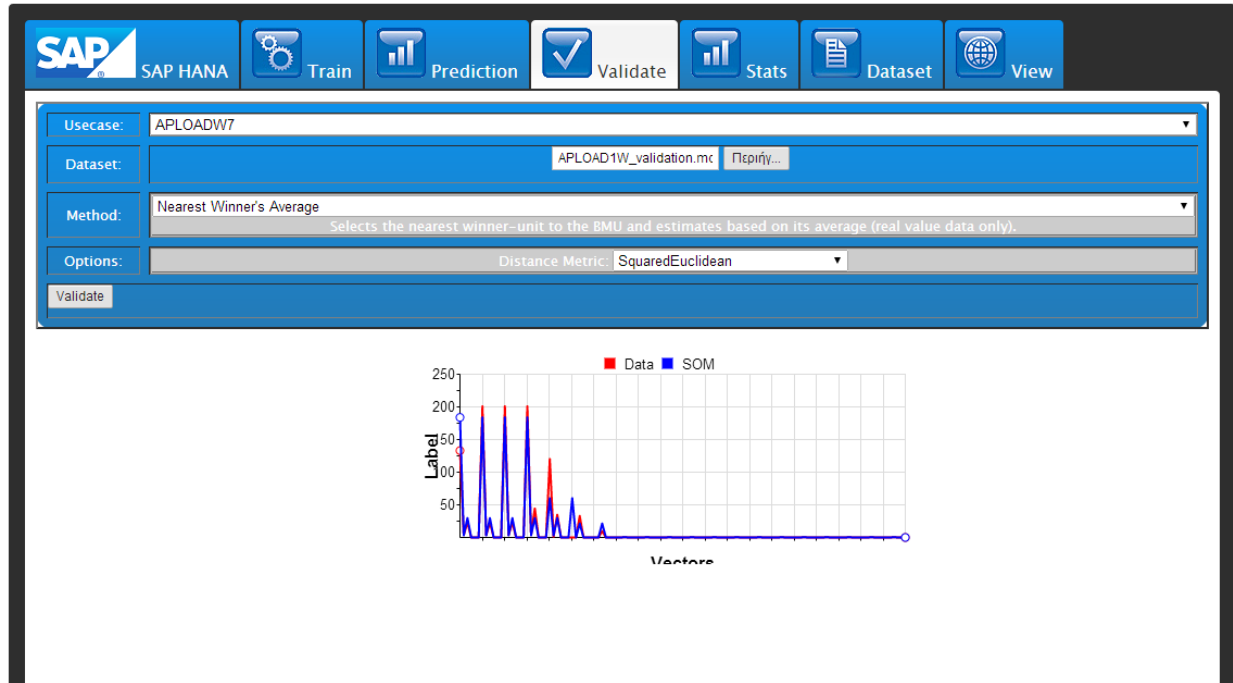 SAP ® SAP HANA Train Prediction Validate Stats Dataset View
Usecase: APLOADW7
Dataset: APLOAD1W_validation.mc Περιήγ...
Method: Nearest Winner's Average
Selects the nearest winner-unit to the BMU and estimates based on its average (real value data only).
Options: Distance Metric: SquaredEuclidean
Validate
Data SOM
250
200
150
100
50
Label
Vectors